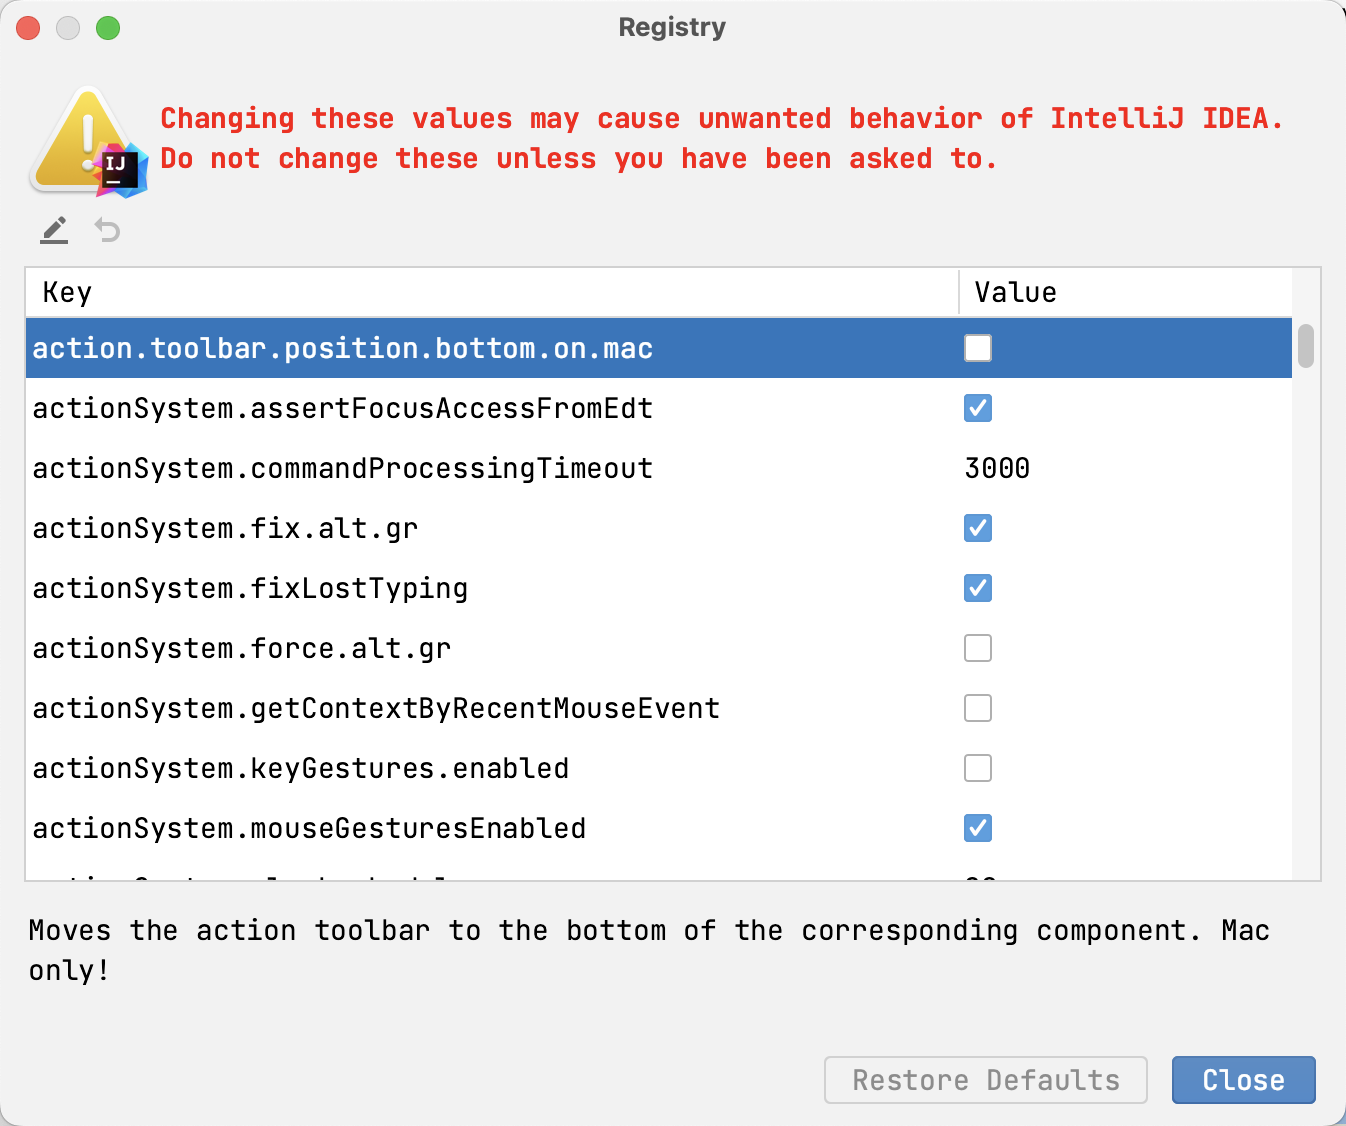 Registry
IJ
Changing these values may cause unwanted behavior of IntelliJ IDEA.
Do not change these unless you have been asked to.
Key Value
action.toolbar.position.bottom.on.mac
actionSystem.assertFocusAccessFromEdt
actionSystem.commandProcessingTimeout 3000
actionSystem.fix.alt.gr
actionSystem.fixLostTyping
actionSystem.force.alt.gr
actionSystem.getContextByRecentMouseEvent
actionSystem.keyGestures.enabled
actionSystem.mouseGesturesEnabled
Moves the action toolbar to the bottom of the corresponding component. Mac
only!
Restore Defaults Close